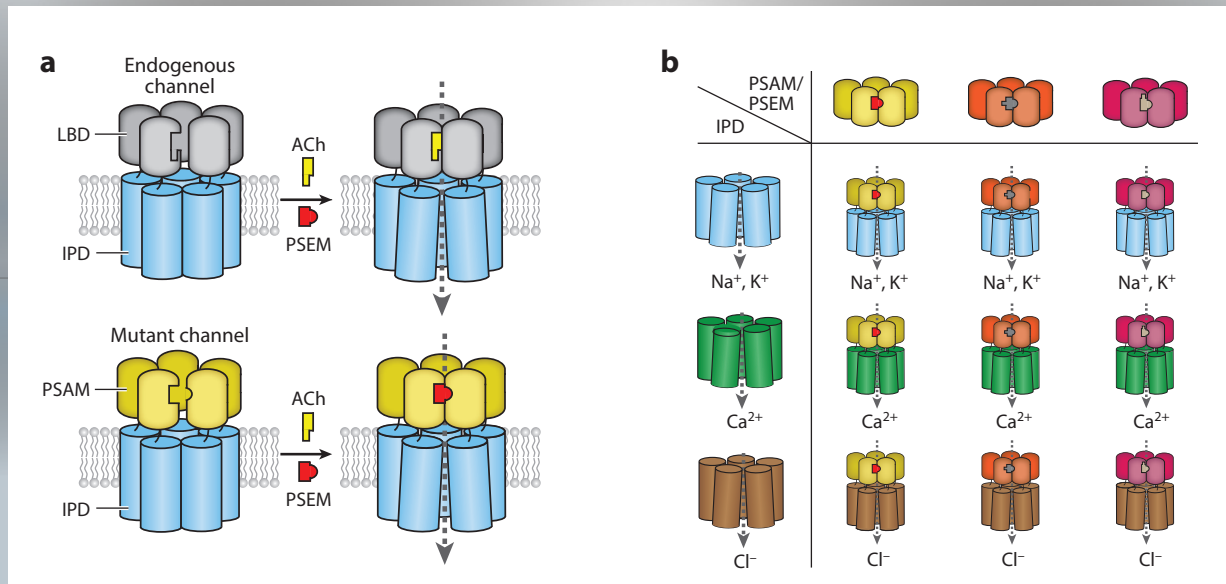 a
Endogenous
channel
LBD
ACh
PSEM
IPD
Mutant channel
PSAM
ACh
PSEM
IPD
b
PSAM/
PSEM
IPD
Na⁺, K⁺
Na⁺, K⁺
Na⁺, K⁺
Na⁺, K⁺
Ca²⁺
Ca²⁺
Ca²⁺
Ca²⁺
Cl⁻
Cl⁻
Cl⁻
Cl⁻